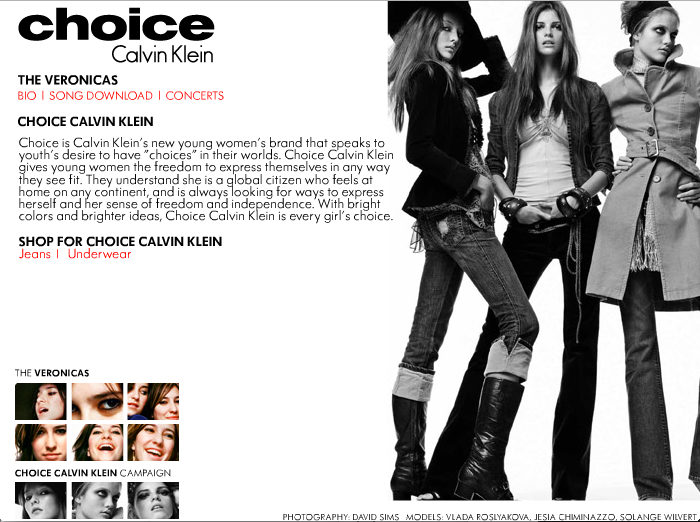 choice
Calvin Klein
THE VERONICAS
BIO | SONG DOWNLOAD | CONCERTS
CHOICE CALVIN KLEIN
Choice is Calvin Klein's new young women's brand that speaks to
youth's desire to have "choices" in their worlds. Choice Calvin Klein
gives young women the freedom to express themselves in any way
they see fit. They understand she is a global citizen who feels at
home on any continent, and is always looking for ways to express
herself and her sense of freedom and independence. With bright
colors and brighter ideas, Choice Calvin Klein is every girl's choice.
SHOP FOR CHOICE CALVIN KLEIN
Jeans | Underwear
THE VERONICAS
CHOICE CALVIN KLEIN CAMPAIGN
PHOTOGRAPHY: DAVID SIMS MODELS: VLADA ROSLYAKOVA, JESIA CHIMINAZZO, SOLANGE WILVERT,